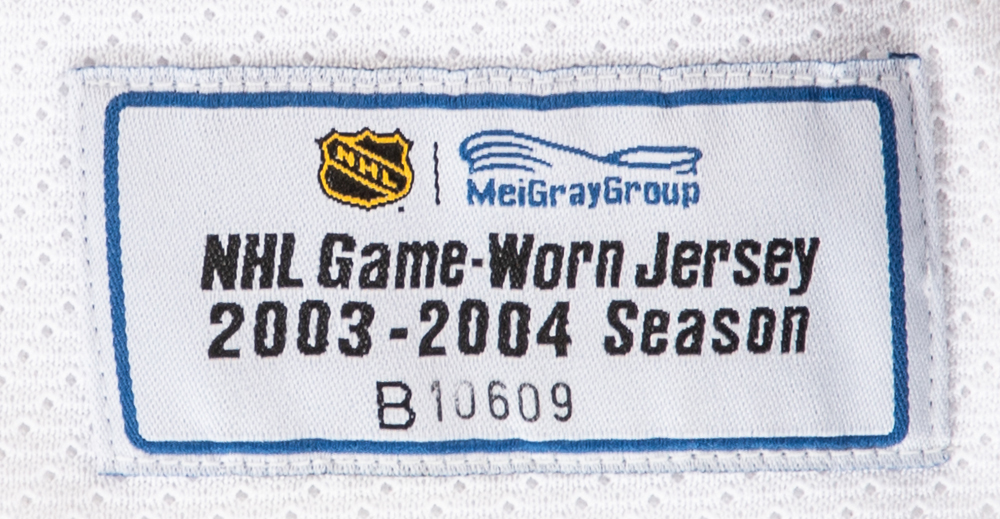 NHL MeiGrayGroup
NHL Game-Worn Jersey
2003-2004 Season
B10609